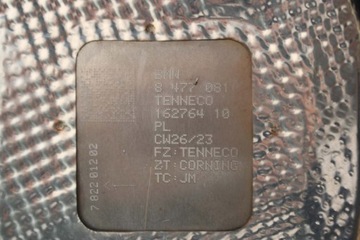 BMW
8 477 081
TENNECO
162764 10
PL
CW26/23
FZ:TENNECO
ZT:CORNING
TC:JM
7 822 812 02